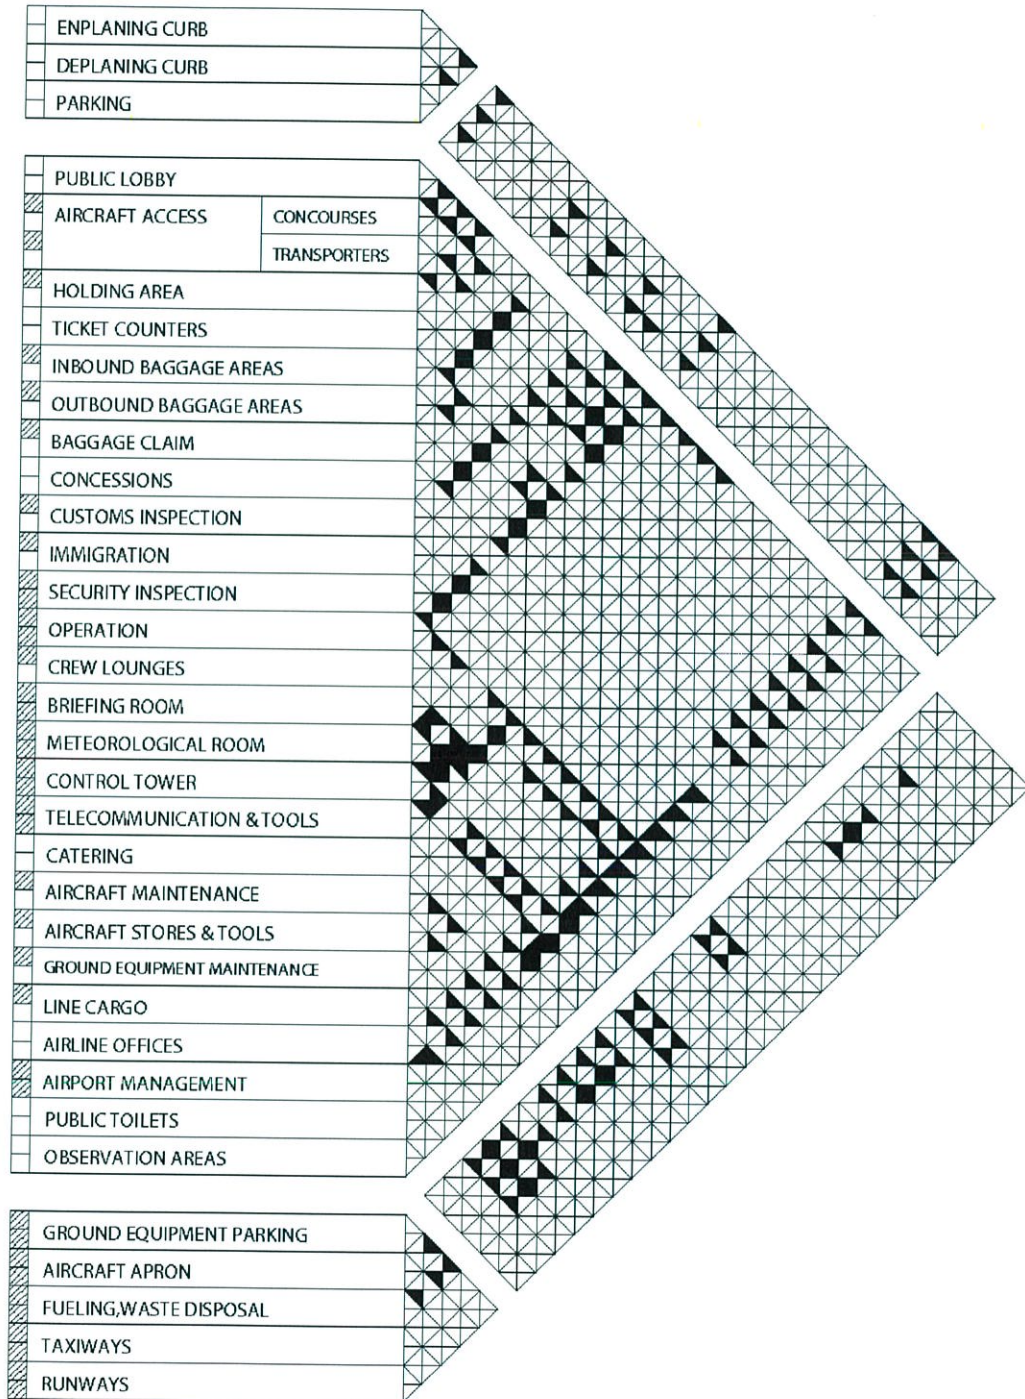 ENPLANING CURB
DEPLANING CURB
PARKING
PUBLIC LOBBY
AIRCRAFT ACCESS
CONCOURSES
TRANSPORTERS
HOLDING AREA
TICKET COUNTERS
INBOUND BAGGAGE AREAS
OUTBOUND BAGGAGE AREAS
BAGGAGE CLAIM
CONCESSIONS
CUSTOMS INSPECTION
IMMIGRATION
SECURITY INSPECTION
OPERATION
CREW LOUNGES
BRIEFING ROOM
METEOROLOGICAL ROOM
CONTROL TOWER
TELECOMMUNICATION & TOOLS
CATERING
AIRCRAFT MAINTENANCE
AIRCRAFT STORES & TOOLS
GROUND EQUIPMENT MAINTENANCE
LINE CARGO
AIRLINE OFFICES
AIRPORT MANAGEMENT
PUBLIC TOILETS
OBSERVATION AREAS
GROUND EQUIPMENT PARKING
AIRCRAFT APRON
FUELING,WASTE DISPOSAL
TAXIWAYS
RUNWAYS